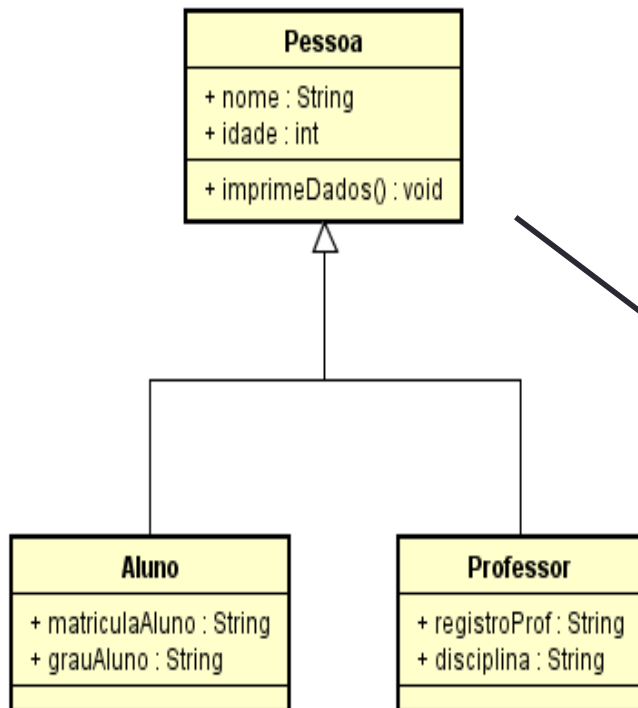 Pessoa
+ nome : String
+ idade : int
+ imprimeDados() : void
Aluno
+ matriculaAluno : String
+ grauAluno : String
Professor
+ registroProf : String
+ disciplina : String